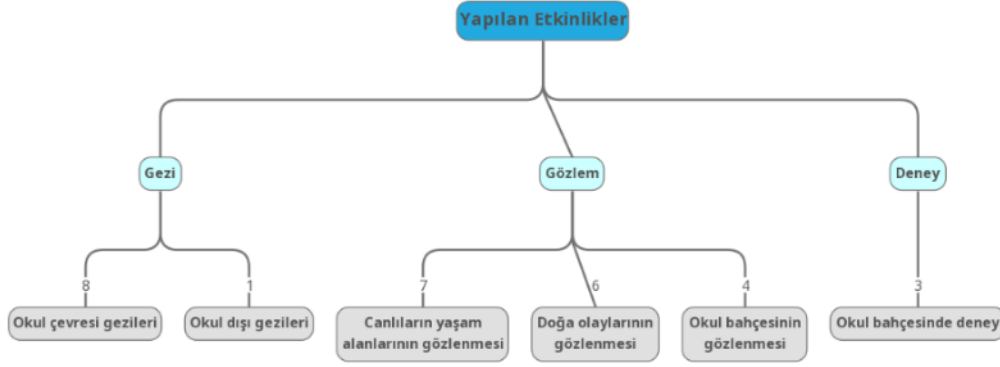 Yapılan Etkinlikler
Gezi
Gözlem
Deney
8
1
7
6
4
3
Okul çevresi gezileri
Okul dışı gezileri
Canlıların yaşam
alanlarının gözlenmesi
Doğa olaylarının
gözlenmesi
Okul bahçesinin
gözlenmesi
Okul bahçesinde deney